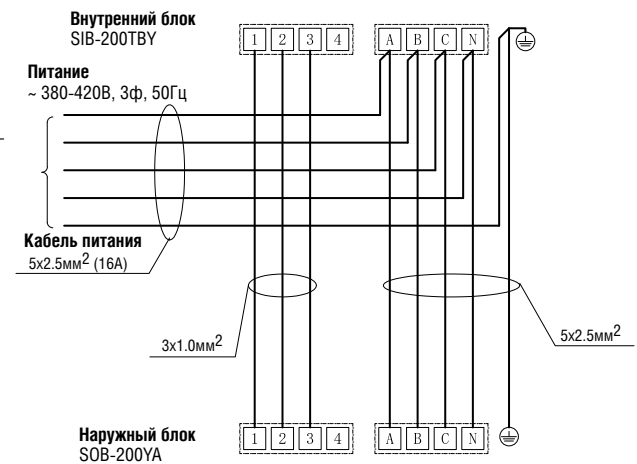 Внутренний блок
SIB-200TBY
1 2 3 4 A B C N
Питание
~ 380-420В, 3ф, 50Гц
Кабель питания
5x2.5мм2 (16А)
3x1.0мм2
5x2.5мм2
Наружный блок
SOB-200YA
1 2 3 4 A B C N